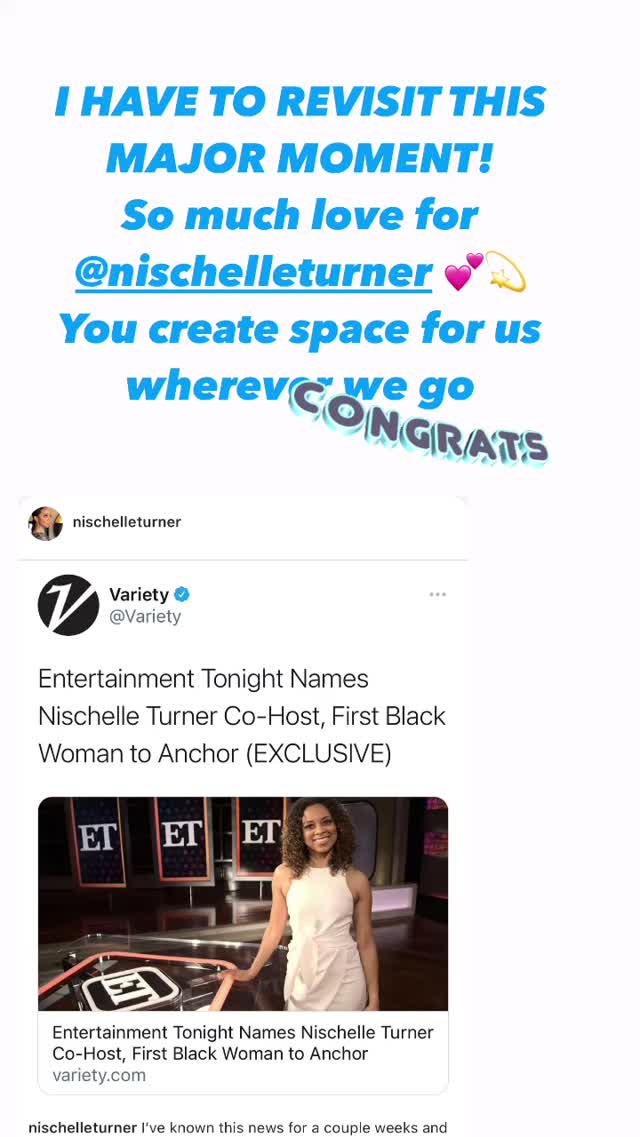 I HAVE TO REVISIT THIS
MAJOR MOMENT!
So much love for
@nischelleturner 💕💫
You create space for us
wherever we go
CONGRATS
nischelleturner
Variety
@Variety
Entertainment Tonight Names
Nischelle Turner Co-Host, First Black
Woman to Anchor (EXCLUSIVE)
ET
ET
ET
ET
Entertainment Tonight Names Nischelle Turner
Co-Host, First Black Woman to Anchor
variety.com
nischelleturner I've known this news for a couple weeks and